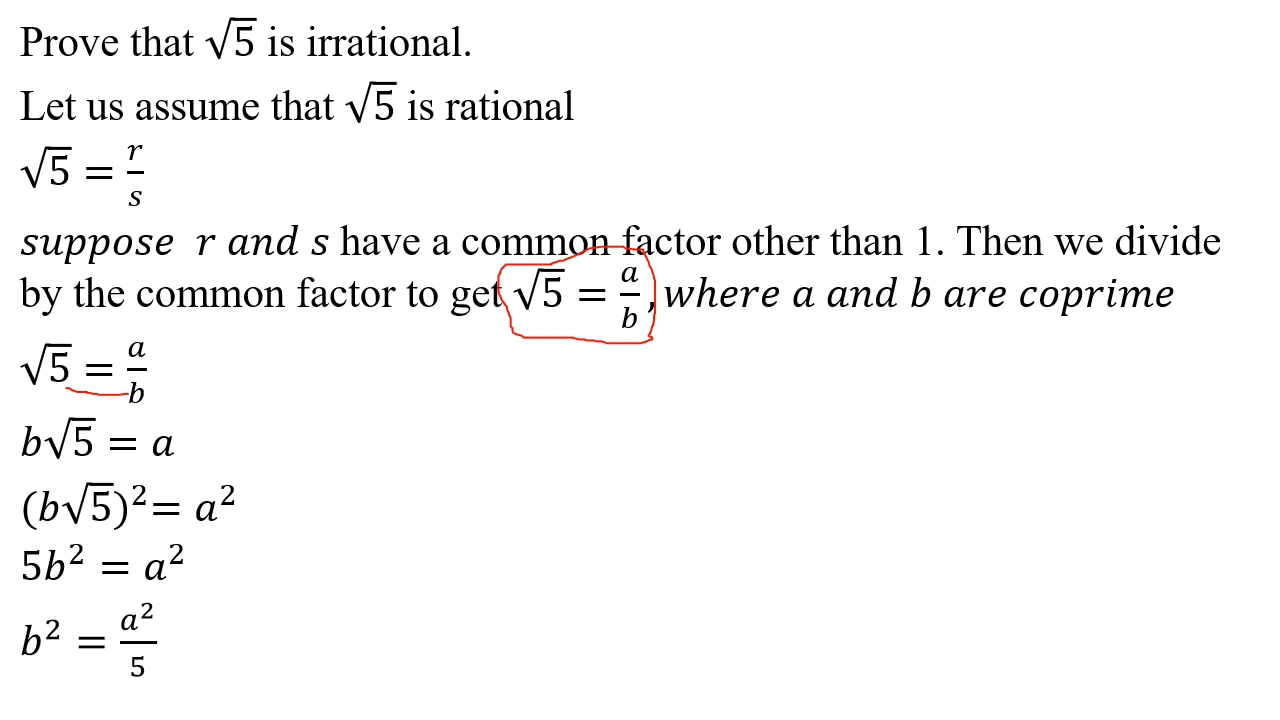 Prove that √5 is irrational.
Let us assume that √5 is rational
√5 = r/s
suppose r and s have a common factor other than 1. Then we divide
by the common factor to get √5 = a/b, where a and b are coprime
√5 = a/b
b√5 = a
(b√5)²= a²
5b² = a²
b² = a²/5